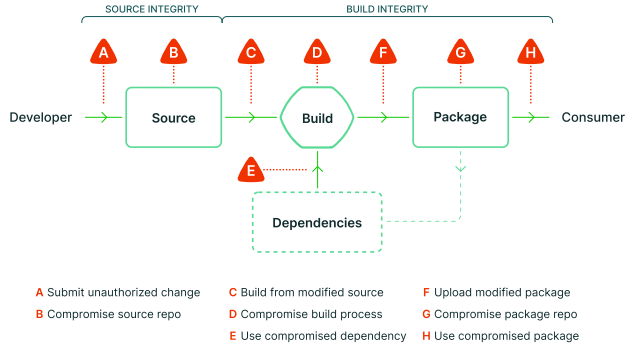 SOURCE INTEGRITY
BUILD INTEGRITY
A
B
C
D
F
G
H
Developer
Source
Build
Package
Consumer
E
Dependencies
A Submit unauthorized change
B Compromise source repo
C Build from modified source
D Compromise build process
E Use compromised dependency
F Upload modified package
G Compromise package repo
H Use compromised package